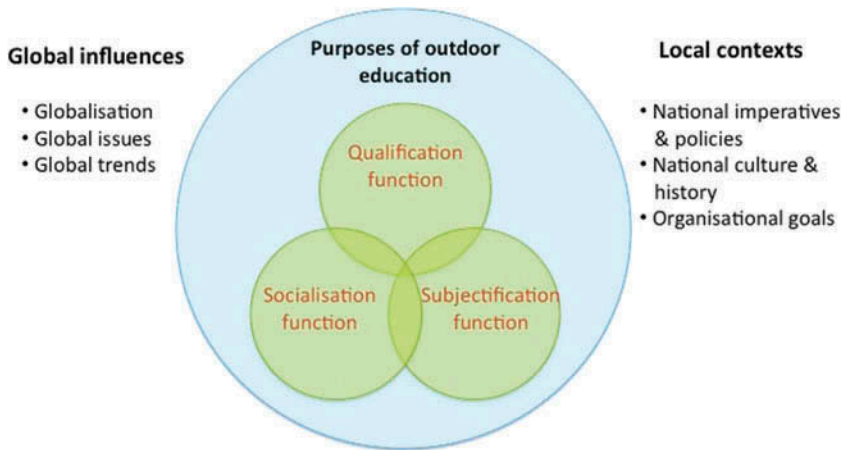 Global influences
• Globalisation
• Global issues
• Global trends
Purposes of outdoor
education
Qualification
function
Socialisation
function
Subjectification
function
Local contexts
• National imperatives
& policies
• National culture &
history
• Organisational goals